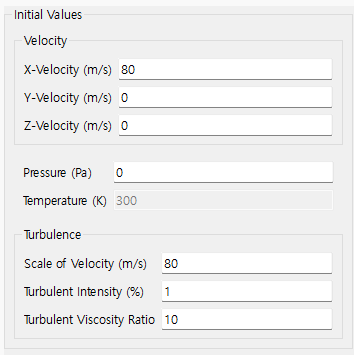 Initial Values
Velocity
X-Velocity (m/s) 80
Y-Velocity (m/s) 0
Z-Velocity (m/s) 0
Pressure (Pa) 0
Temperature (K) 300
Turbulence
Scale of Velocity (m/s) 80
Turbulent Intensity (%) 1
Turbulent Viscosity Ratio 10